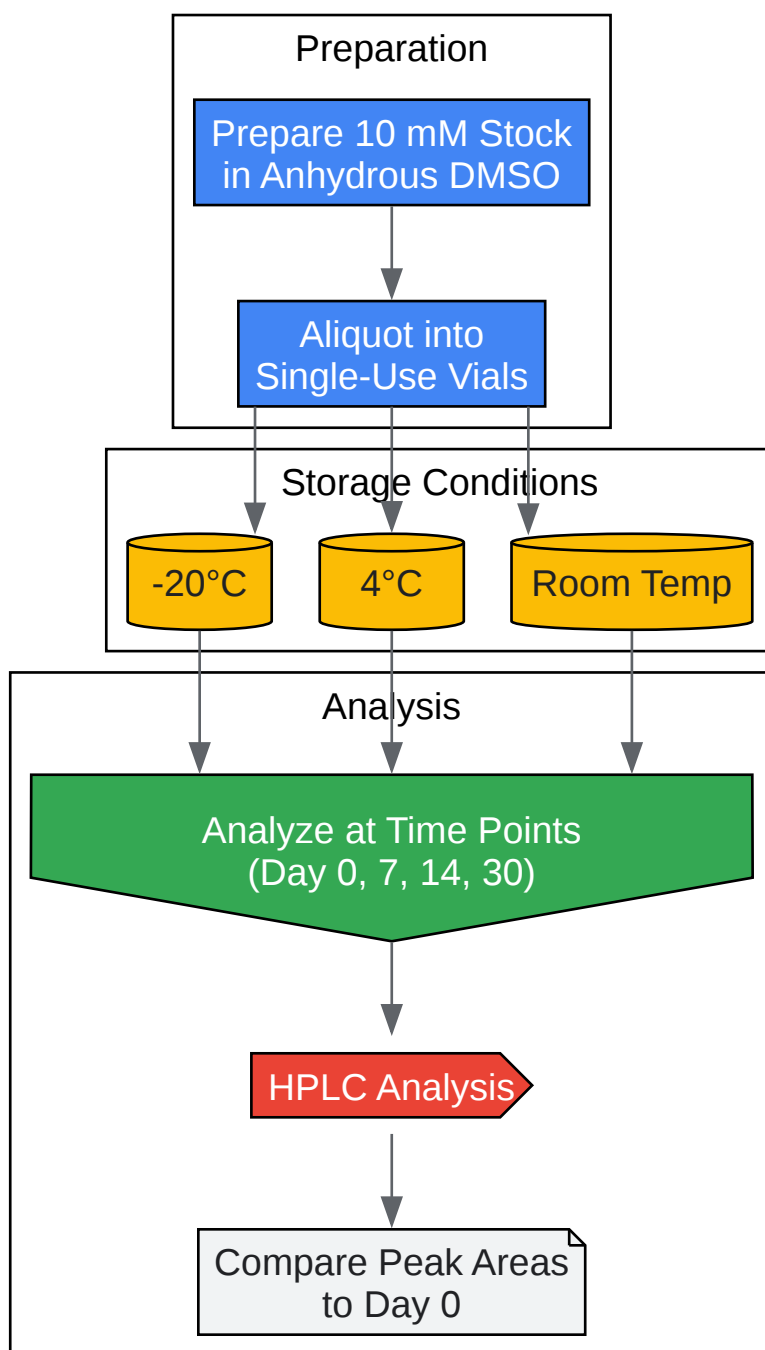 Preparation
Prepare 10 mM Stock
in Anhydrous DMSO
Aliquot into
Single-Use Vials
Storage Conditions
-20°C
4°C
Room Temp
Analysis
Analyze at Time Points
(Day 0, 7, 14, 30)
HPLC Analysis
Compare Peak Areas
to Day 0